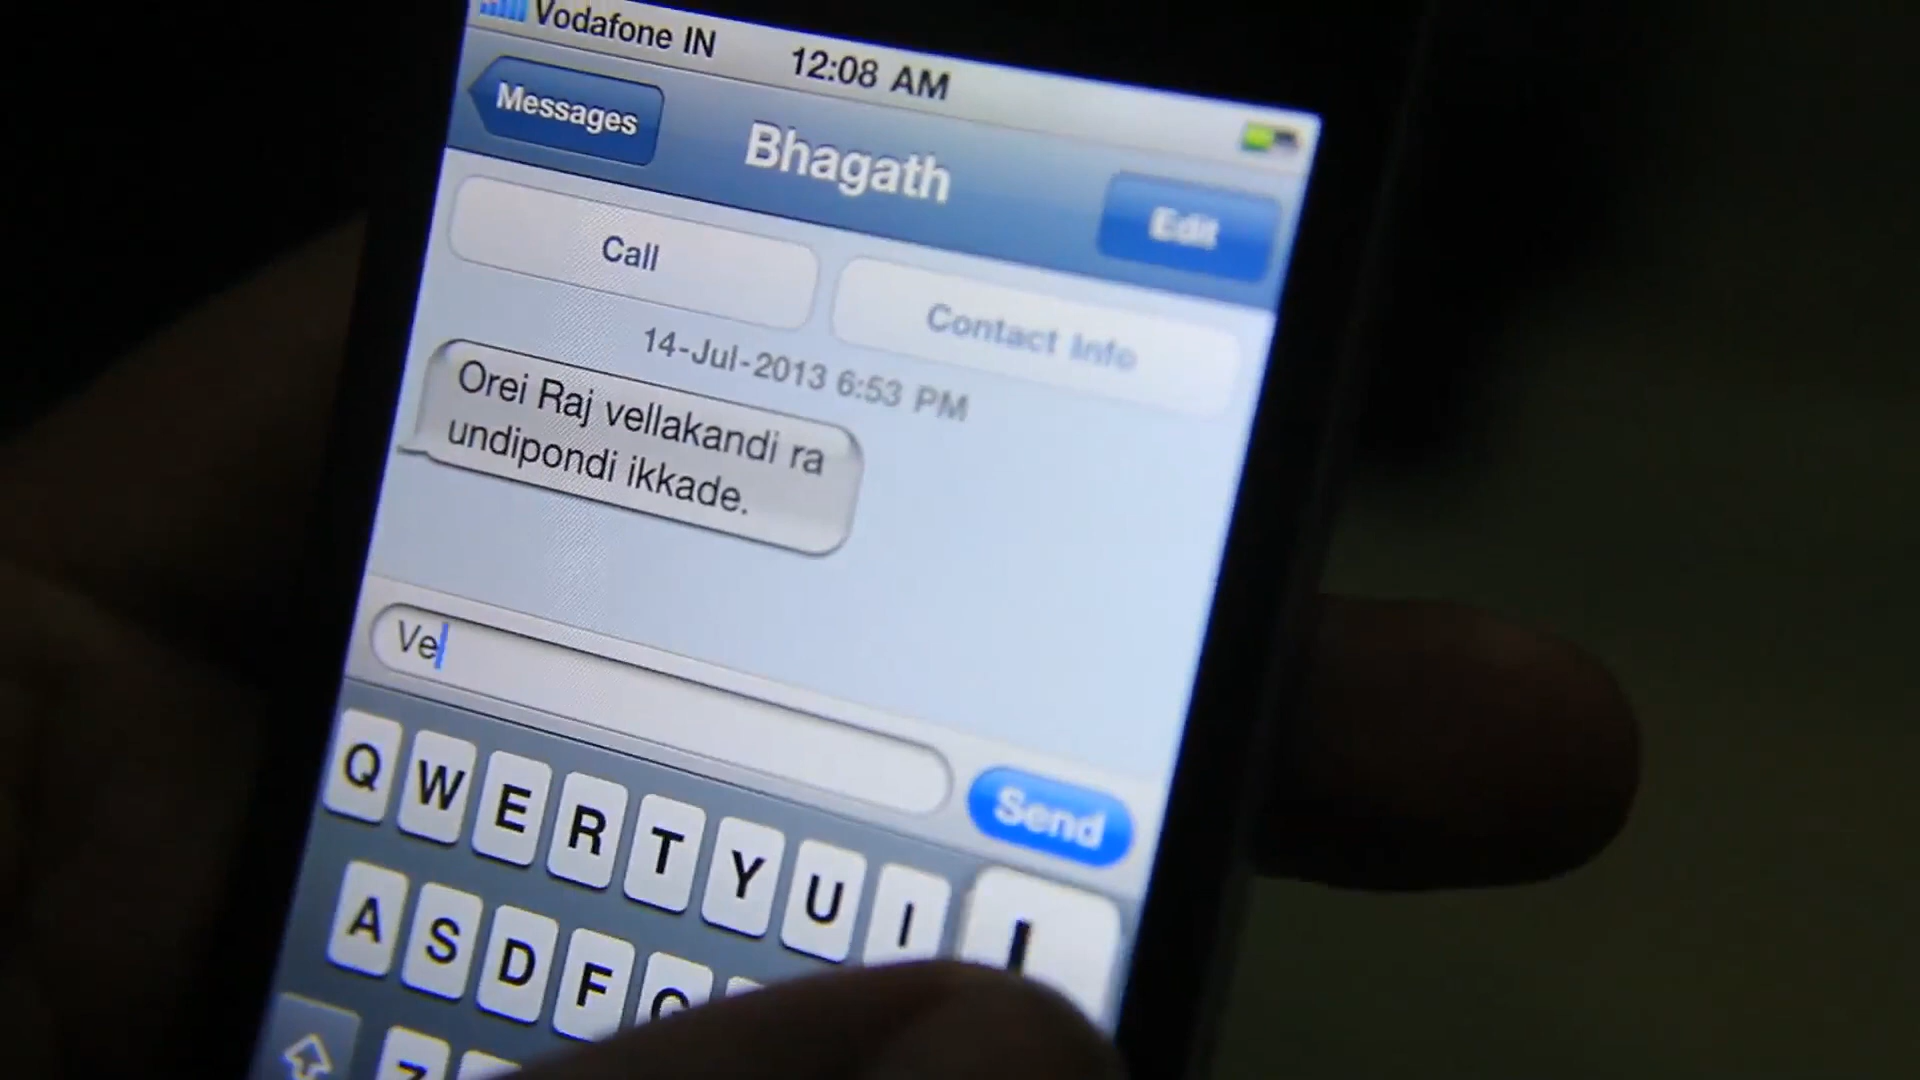 Vodafone IN 12:08 AM
Messages Bhagath Edit
Call Contact Info
14-Jul-2013 6:53 PM
Orei Raj vellakandi ra
undipondi ikkade.
Ve
Send
Q W E R T Y U I
A S D F G
Z